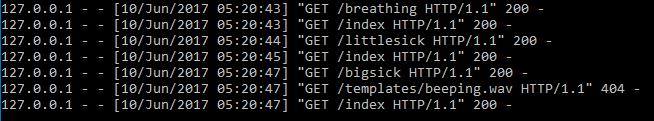 127.0.0.1 - - [10/Jun/2017 05:20:43] "GET /breathing HTTP/1.1" 200 -
127.0.0.1 - - [10/Jun/2017 05:20:43] "GET /index HTTP/1.1" 200 -
127.0.0.1 - - [10/Jun/2017 05:20:44] "GET /littlesick HTTP/1.1" 200 -
127.0.0.1 - - [10/Jun/2017 05:20:45] "GET /index HTTP/1.1" 200 -
127.0.0.1 - - [10/Jun/2017 05:20:47] "GET /bigsick HTTP/1.1" 200 -
127.0.0.1 - - [10/Jun/2017 05:20:47] "GET /templates/beeping.wav HTTP/1.1" 404 -
127.0.0.1 - - [10/Jun/2017 05:20:47] "GET /index HTTP/1.1" 200 -